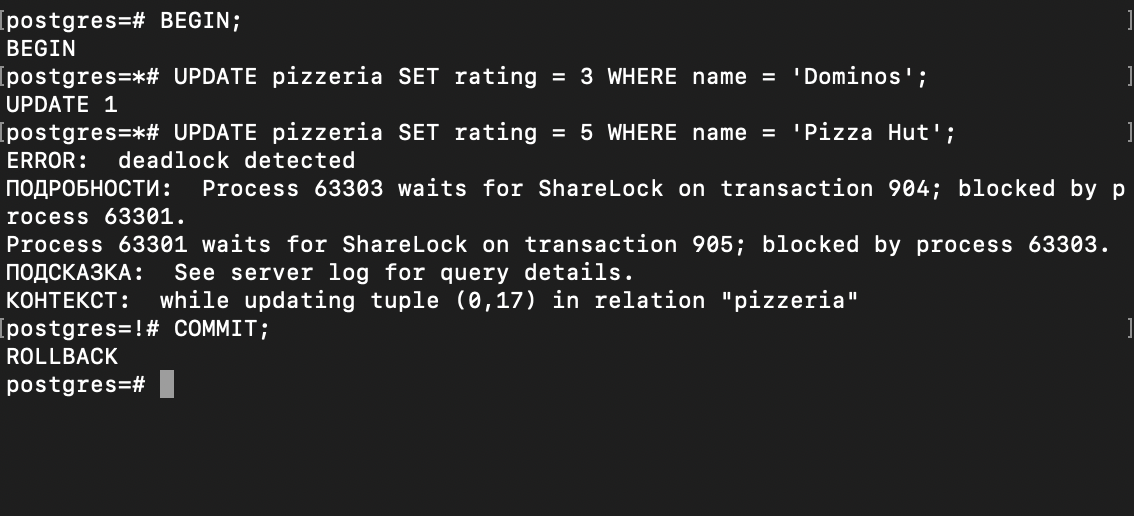 [postgres=# BEGIN; ]
BEGIN
[postgres=*# UPDATE pizzeria SET rating = 3 WHERE name = 'Dominos'; ]
UPDATE 1
[postgres=*# UPDATE pizzeria SET rating = 5 WHERE name = 'Pizza Hut'; ]
ERROR:  deadlock detected
ПОДРОБНОСТИ:  Process 63303 waits for ShareLock on transaction 904; blocked by p
rocess 63301.
Process 63301 waits for ShareLock on transaction 905; blocked by process 63303.
ПОДСКАЗКА:  See server log for query details.
КОНТЕКСТ:  while updating tuple (0,17) in relation "pizzeria"
[postgres=!# COMMIT; ]
ROLLBACK
postgres=#